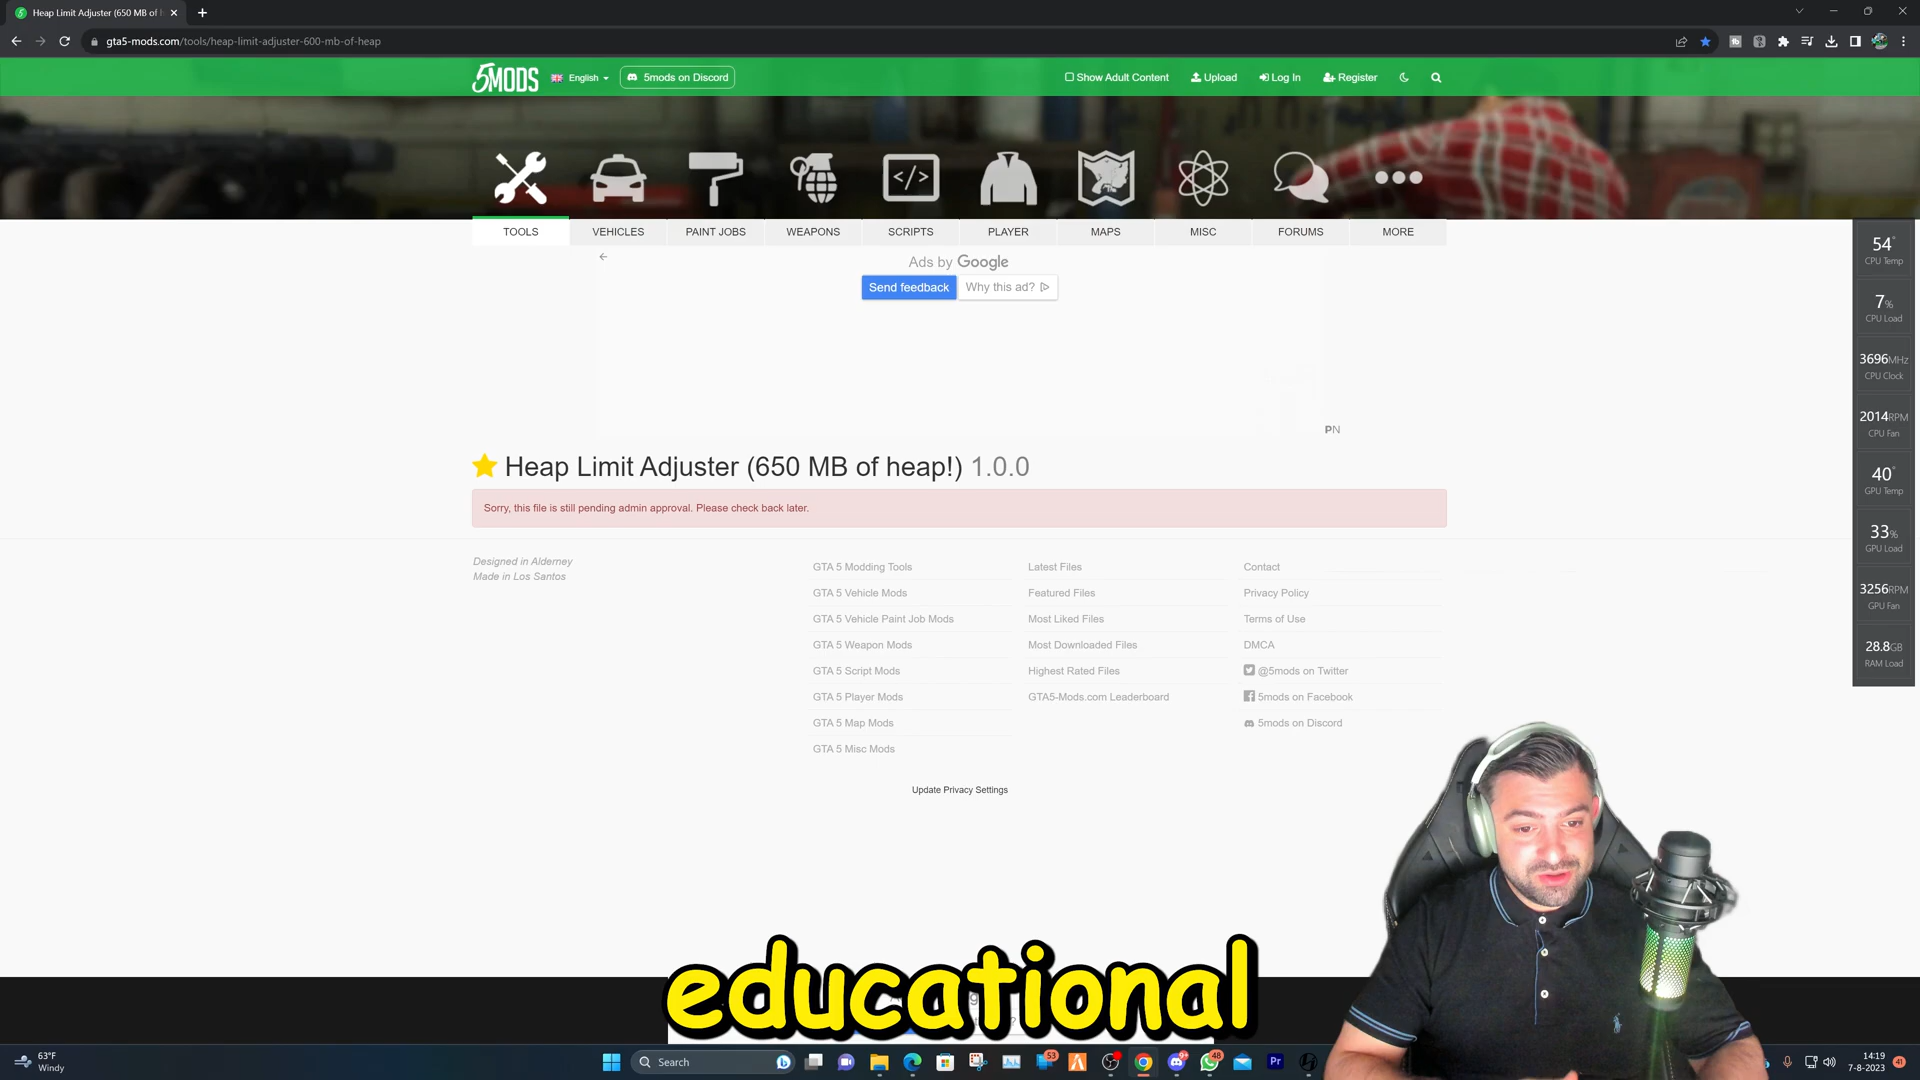 Heap Limit Adjuster (650 MB of h
gta5-mods.com/tools/heap-limit-adjuster-600-mb-of-heap
5MODS
English
5mods on Discord
Show Adult Content
Upload
Log In
Register
TOOLS
VEHICLES
PAINT JOBS
WEAPONS
SCRIPTS
PLAYER
MAPS
MISC
FORUMS
MORE
Ads by Google
Send feedback
Why this ad?
PN
Heap Limit Adjuster (650 MB of heap!) 1.0.0
Sorry, this file is still pending admin approval. Please check back later.
Designed in Alderney
Made in Los Santos
GTA 5 Modding Tools
GTA 5 Vehicle Mods
GTA 5 Vehicle Paint Job Mods
GTA 5 Weapon Mods
GTA 5 Script Mods
GTA 5 Player Mods
GTA 5 Map Mods
GTA 5 Misc Mods
Latest Files
Featured Files
Most Liked Files
Most Downloaded Files
Highest Rated Files
GTA5-Mods.com Leaderboard
Contact
Privacy Policy
Terms of Use
DMCA
@5mods on Twitter
5mods on Facebook
5mods on Discord
Update Privacy Settings
54°
CPU Temp
7%
CPU Load
3696MHz
CPU Clock
2014RPM
CPU Fan
40°
GPU Temp
33%
GPU Load
3256RPM
GPU Fan
28.8GB
RAM Load
educational
63°F
Windy
Search
53
9+
48
Pr
14:19
7-8-2023
41